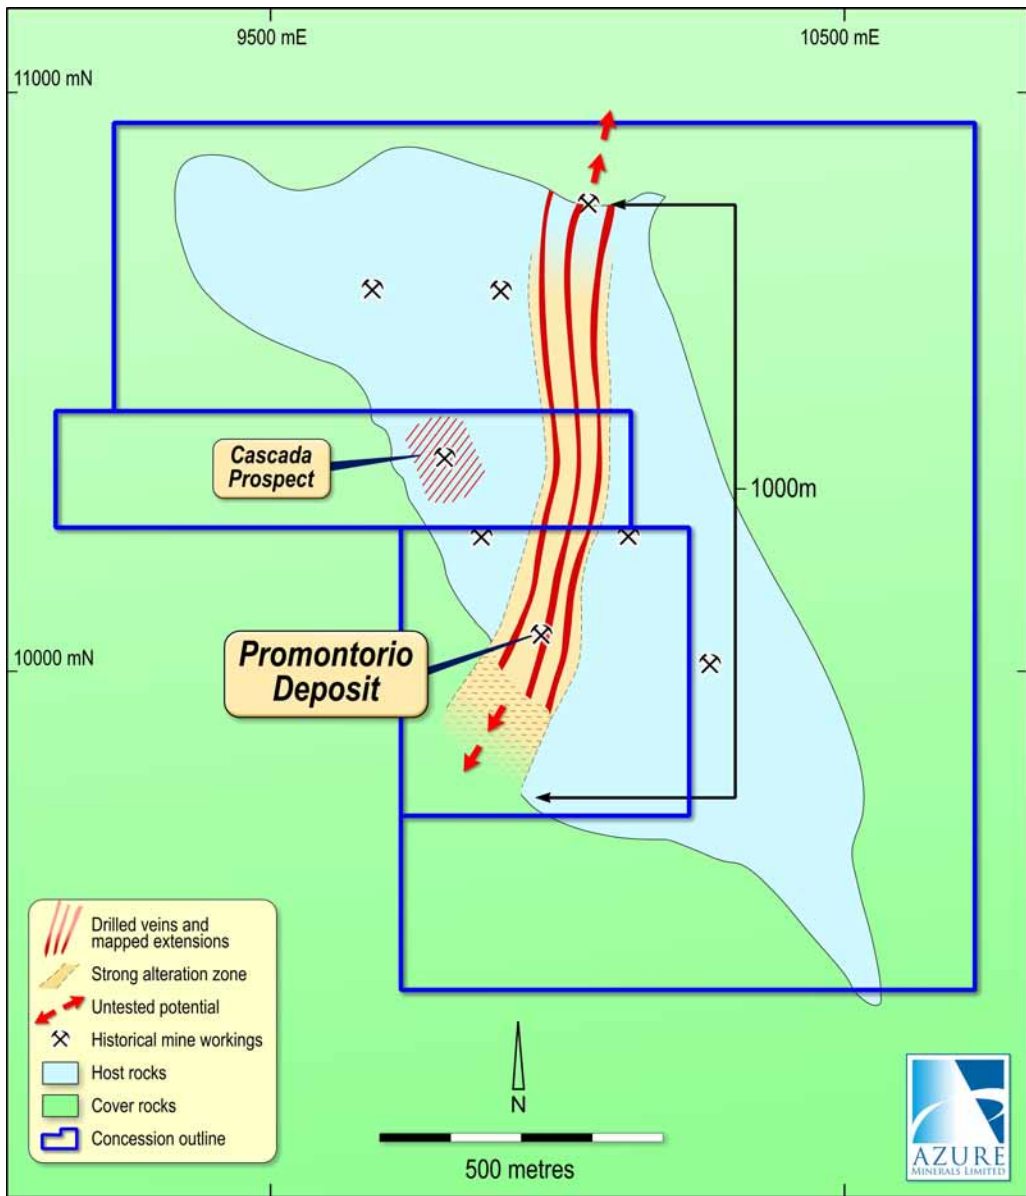 9500 mE
10500 mE
11000 mN
Cascada
Prospect
1000m
Promontorio
Deposit
10000 mN
Drilled veins and
mapped extensions
Strong alteration zone
Untested potential
Historical mine workings
Host rocks
Cover rocks
Concession outline
N
500 metres
AZURE
MINERALS LIMITED